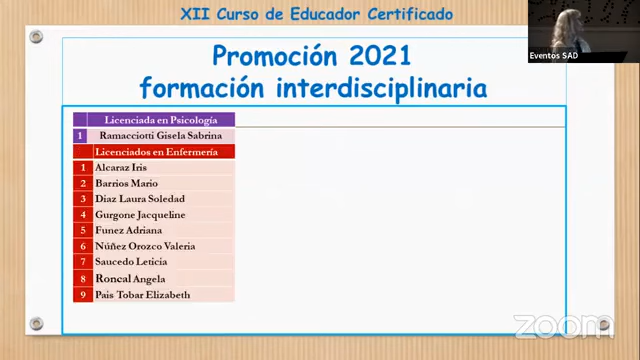 XII Curso de Educador Certificado
Eventos SAD
Promoción 2021
formación interdisciplinaria
Licenciada en Psicología
1 Ramacciotti Gisela Sabrina
Licenciados en Enfermería
1 Alcaraz Iris
2 Barrios Mario
3 Diaz Laura Soledad
4 Gurgone Jacqueline
5 Funez Adriana
6 Núñez Orozco Valeria
7 Saucedo Leticia
8 Roncal Angela
9 Pais Tobar Elizabeth
zoom